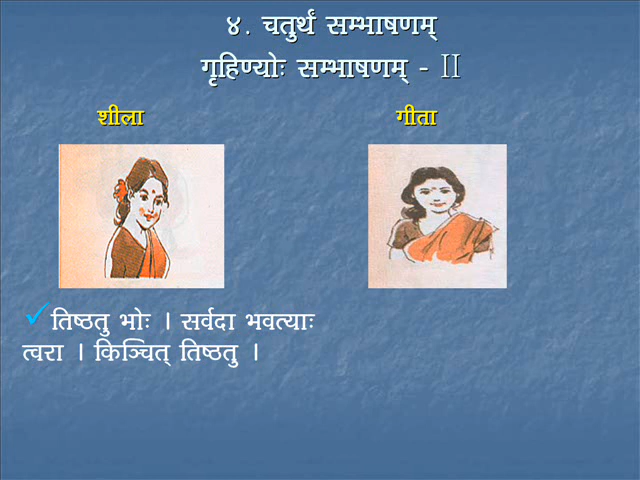 ४. चतुर्थं सम्भाषणम्
गृहिण्योः सम्भाषणम् - II
शीला
गीता
तिष्ठतु भोः । सर्वदा भवत्याः
त्वरा । किञ्चित् तिष्ठतु ।